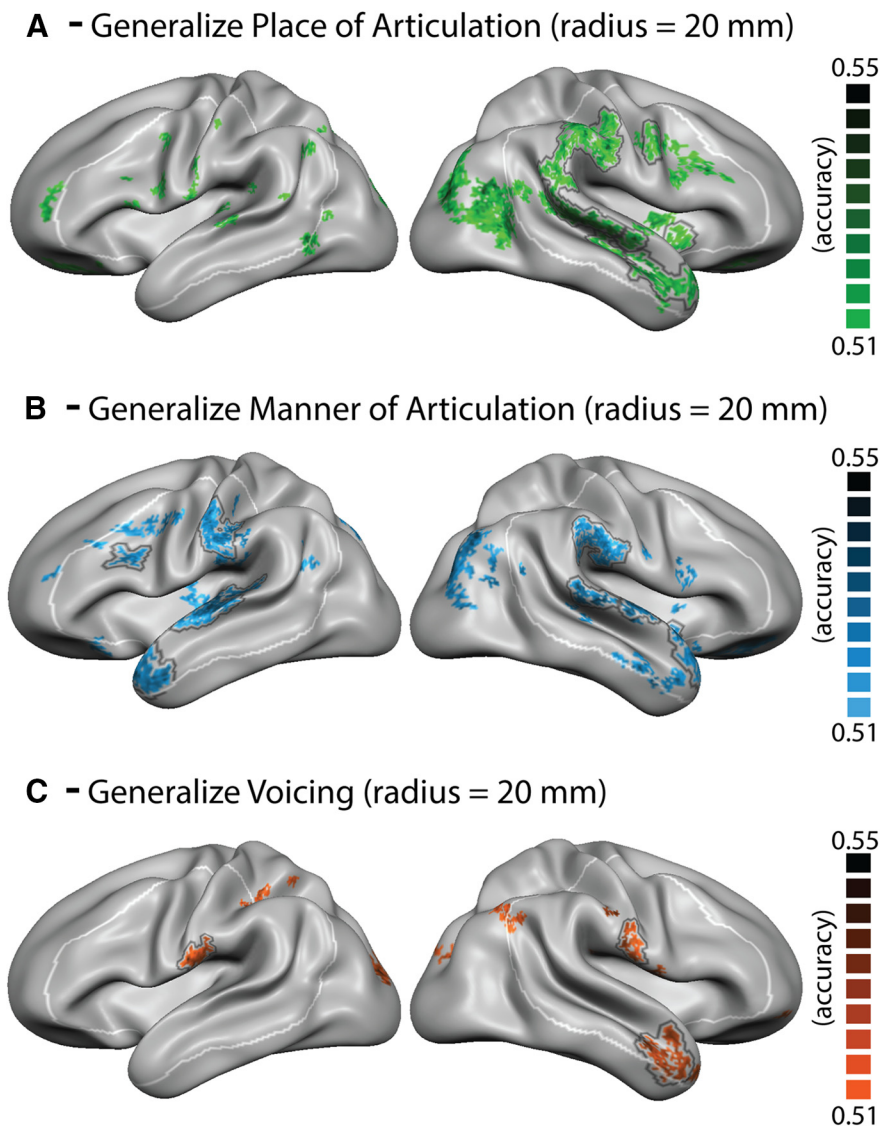 A - Generalize Place of Articulation (radius = 20 mm)
0.55
(accuracy)
0.51
B - Generalize Manner of Articulation (radius = 20 mm)
0.55
(accuracy)
0.51
C - Generalize Voicing (radius = 20 mm)
0.55
(accuracy)
0.51